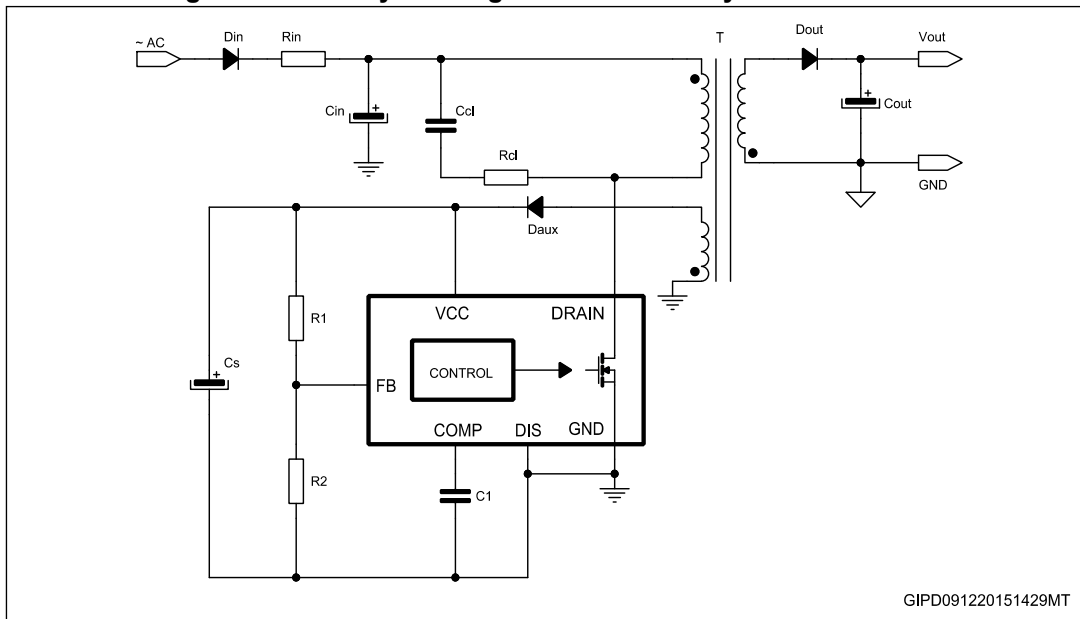 ~ AC
Din
Rin
T
Dout
Vout
Cin
+
Ccl
+
Cout
Rcl
GND
Daux
VCC
DRAIN
R1
Cs
+
CONTROL
FB
COMP
DIS
GND
R2
C1
GIPD091220151429MT